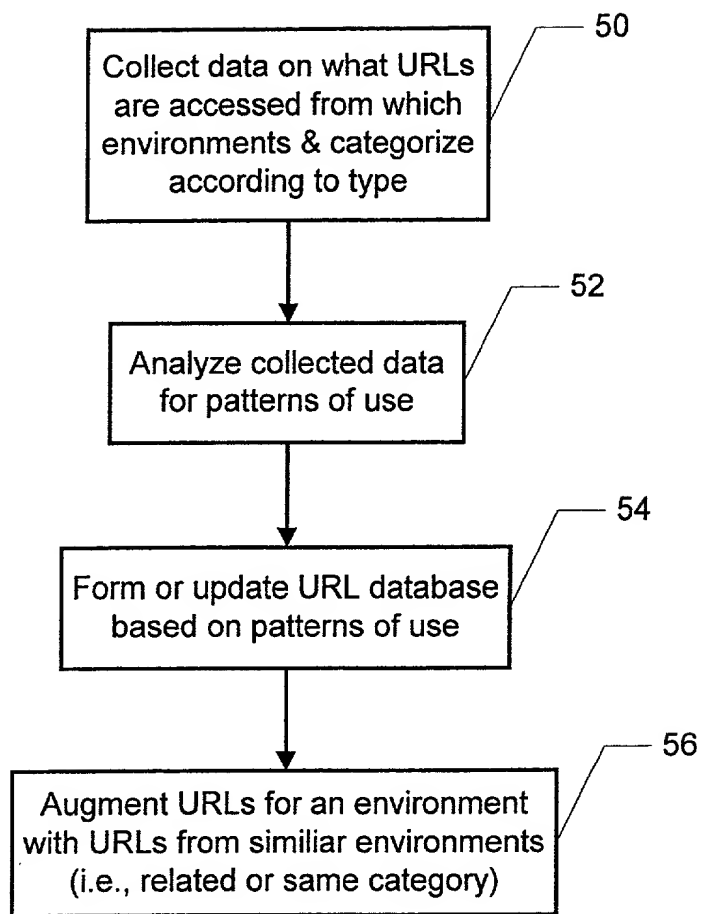 50
Collect data on what URLs
are accessed from which
environments & categorize
according to type
52
Analyze collected data
for patterns of use
54
Form or update URL database
based on patterns of use
56
Augment URLs for an environment
with URLs from similiar environments
(i.e., related or same category)